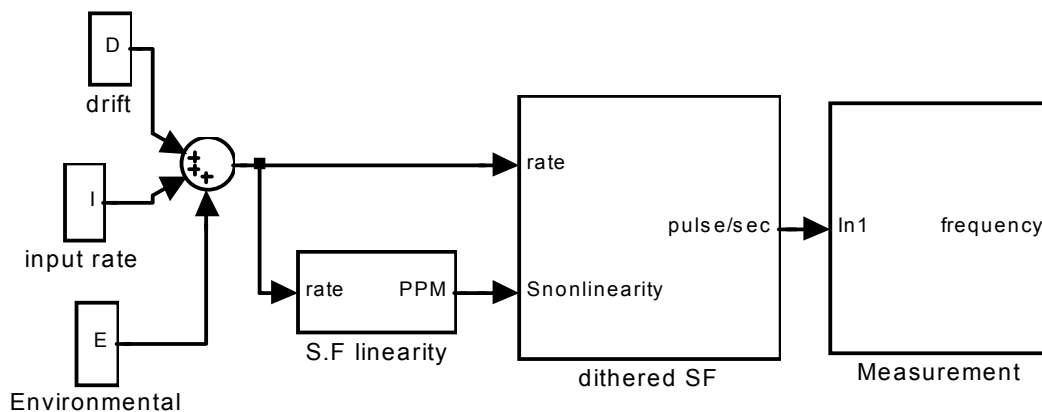 D
drift
I
input rate
E
Environmental
+
+
+
rate
PPM
S.F linearity
rate
pulse/sec
Snonlinearity
dithered SF
In1
frequency
Measurement